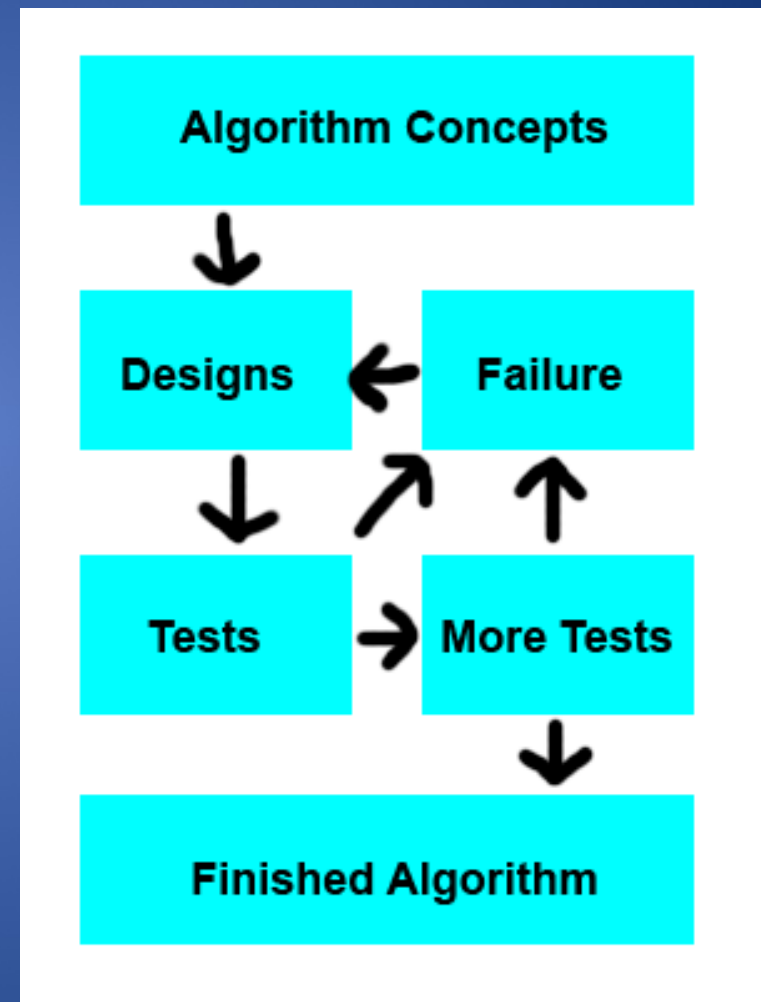 Algorithm Concepts
Designs
Failure
Tests
More Tests
Finished Algorithm